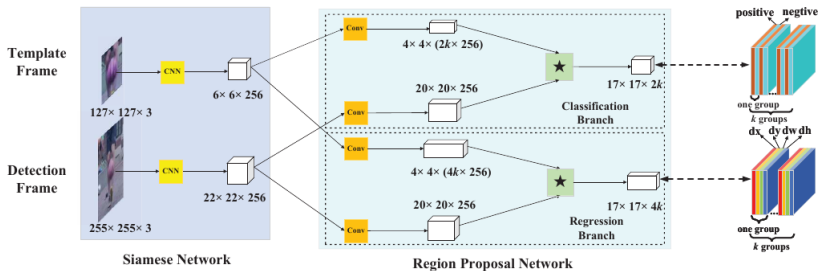 Template
Frame
127× 127× 3
CNN
6× 6× 256
Detection
Frame
255× 255× 3
CNN
22× 22× 256
Siamese Network
Conv
4× 4× (2k× 256)
20× 20× 256
Conv
17× 17× 2k
Classification
Branch
Conv
4× 4× (4k× 256)
20× 20× 256
Conv
17× 17× 4k
Regression
Branch
Region Proposal Network
positive negtive
one group
...
k groups
dx dy dw dh
one group
...
k groups